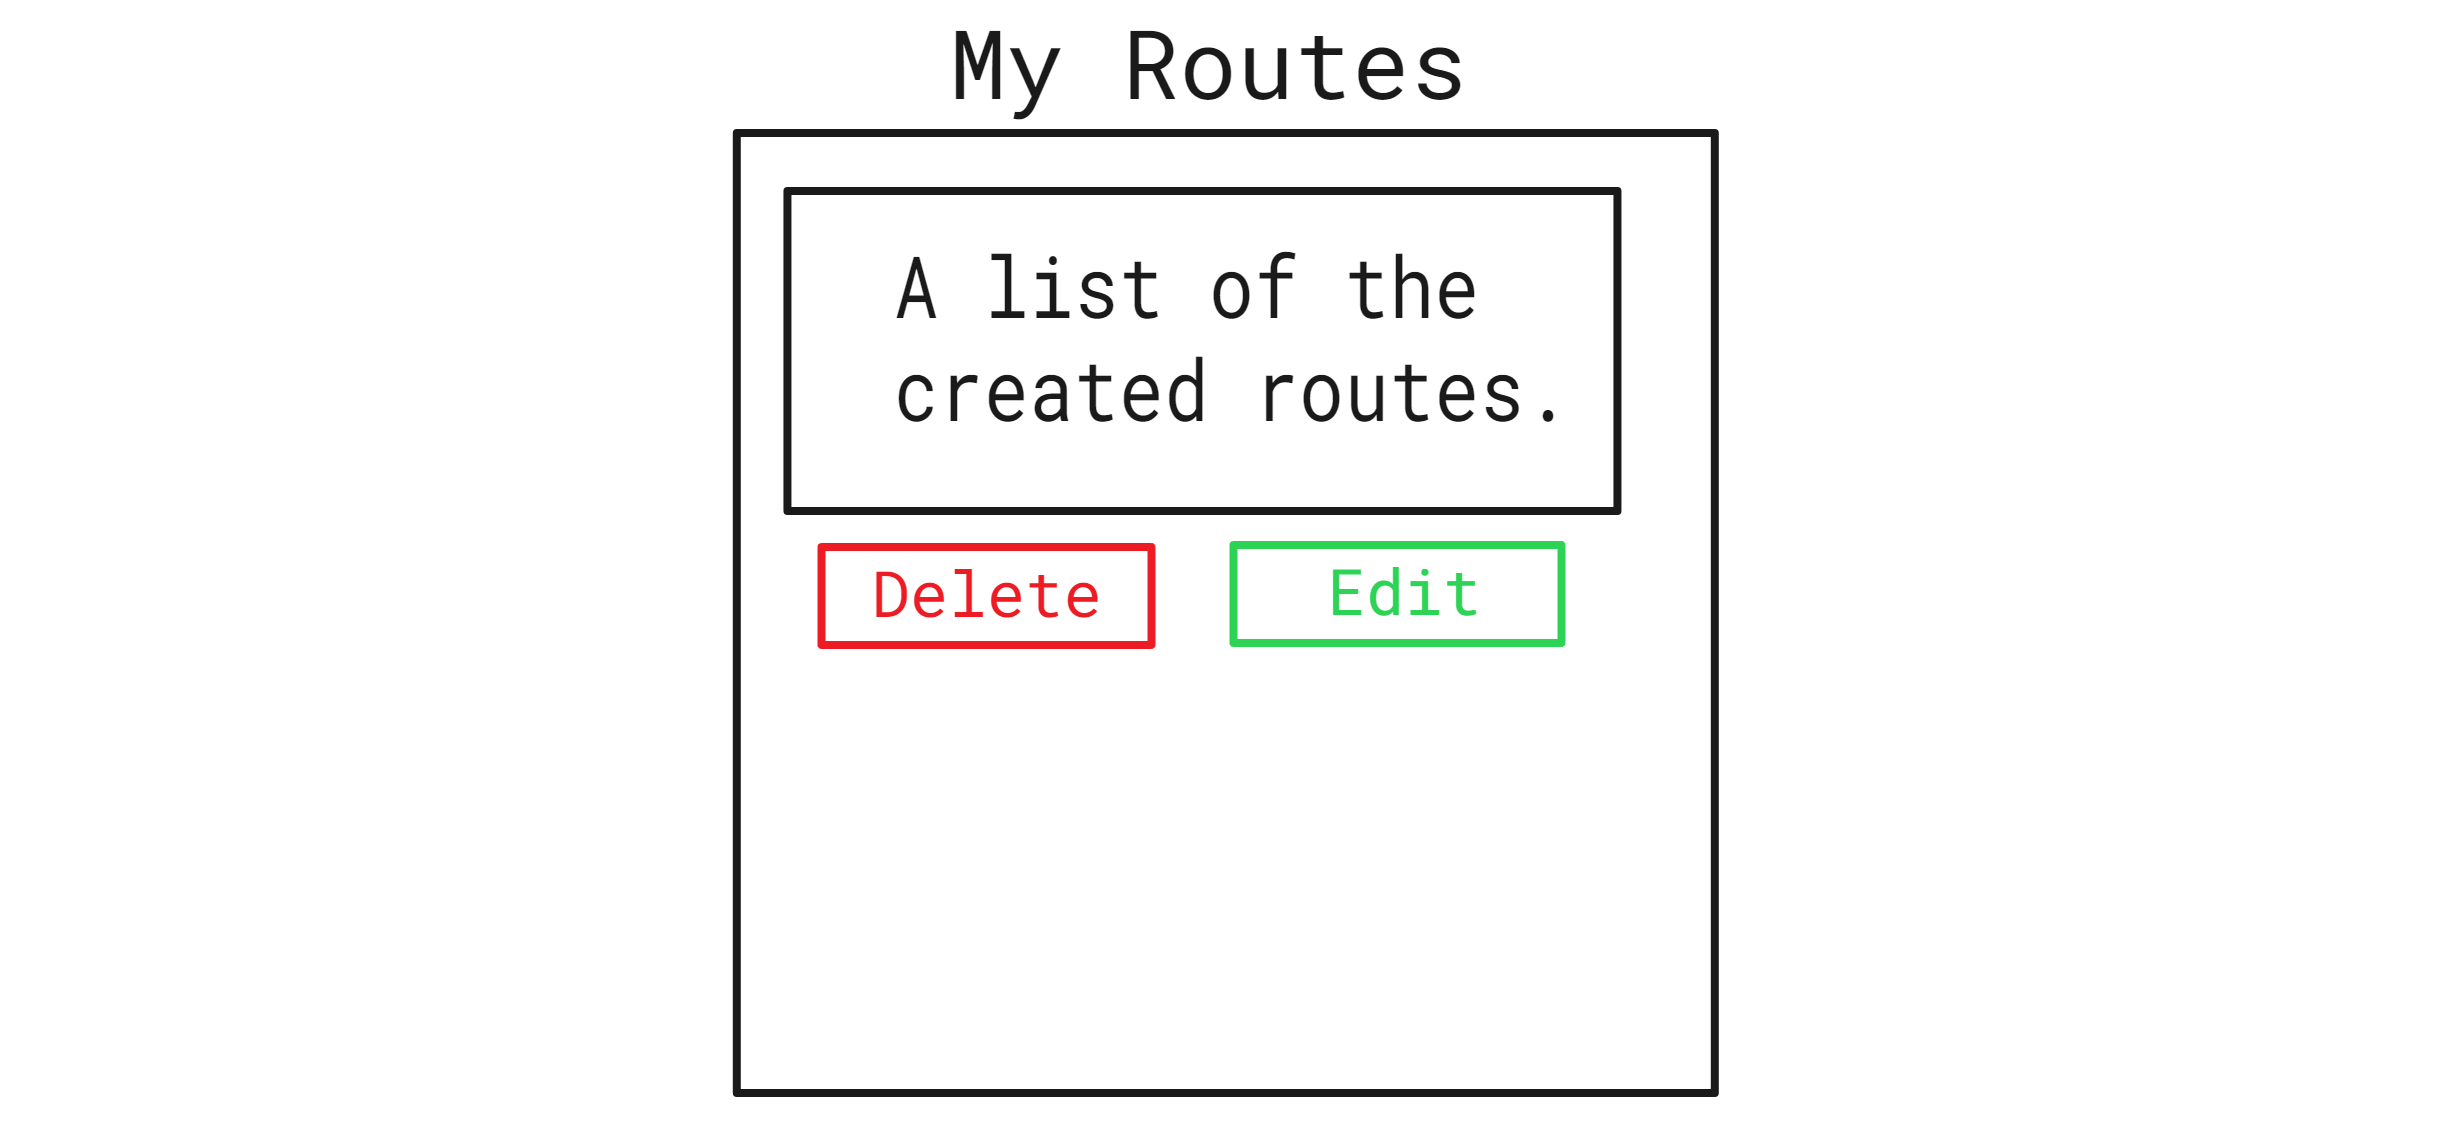 My Routes
A list of the
created routes.
Delete
Edit